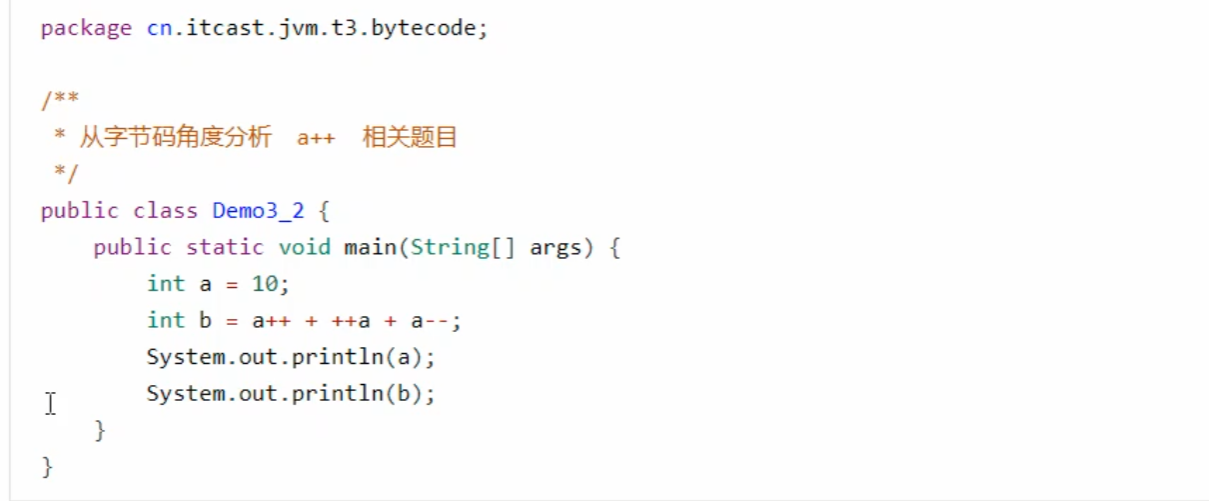 package cn.itcast.jvm.t3.bytecode;
/**
* 从字节码角度分析 a++ 相关题目
*/
public class Demo3_2 {
public static void main(String[] args) {
int a = 10;
int b = a++ + ++a + a--;
System.out.println(a);
System.out.println(b);
}
}